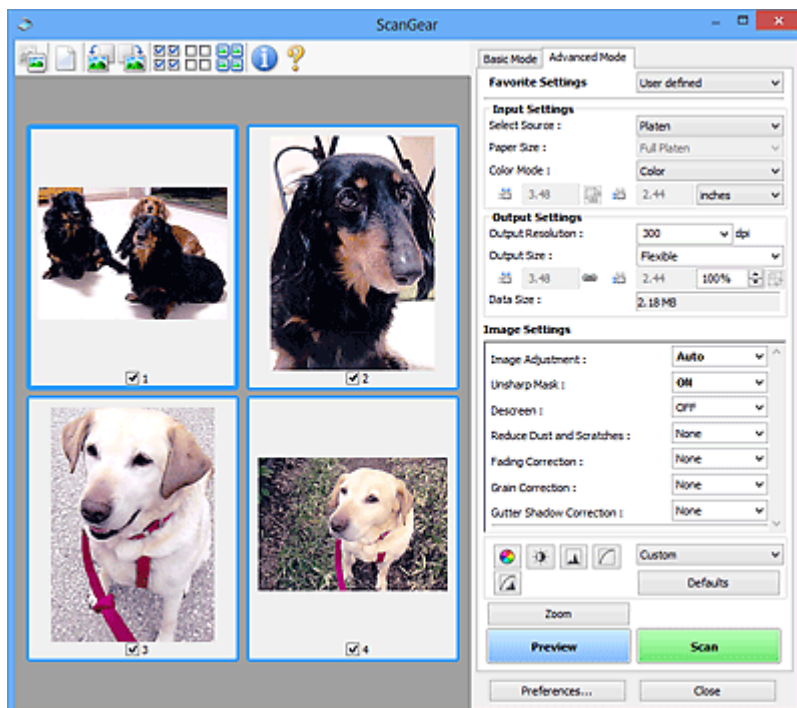 ScanGear
Basic Mode Advanced Mode
Favorite Settings User defined
Input Settings
Select Source : Platen
Paper Size : Full Platen
Color Mode : Color
3.48 2.44 inches
Output Settings
Output Resolution : 300 dpi
Output Size : Flexible
3.48 2.44 100%
Data Size : 2.18 MB
Image Settings
Image Adjustment : Auto
Unsharp Mask : ON
Descreen : OFF
Reduce Dust and Scratches : None
Fading Correction : None
Grain Correction : None
Gutter Shadow Correction : None
Custom
Defaults
Zoom
Preview Scan
Preferences... Close
1
2
3
4